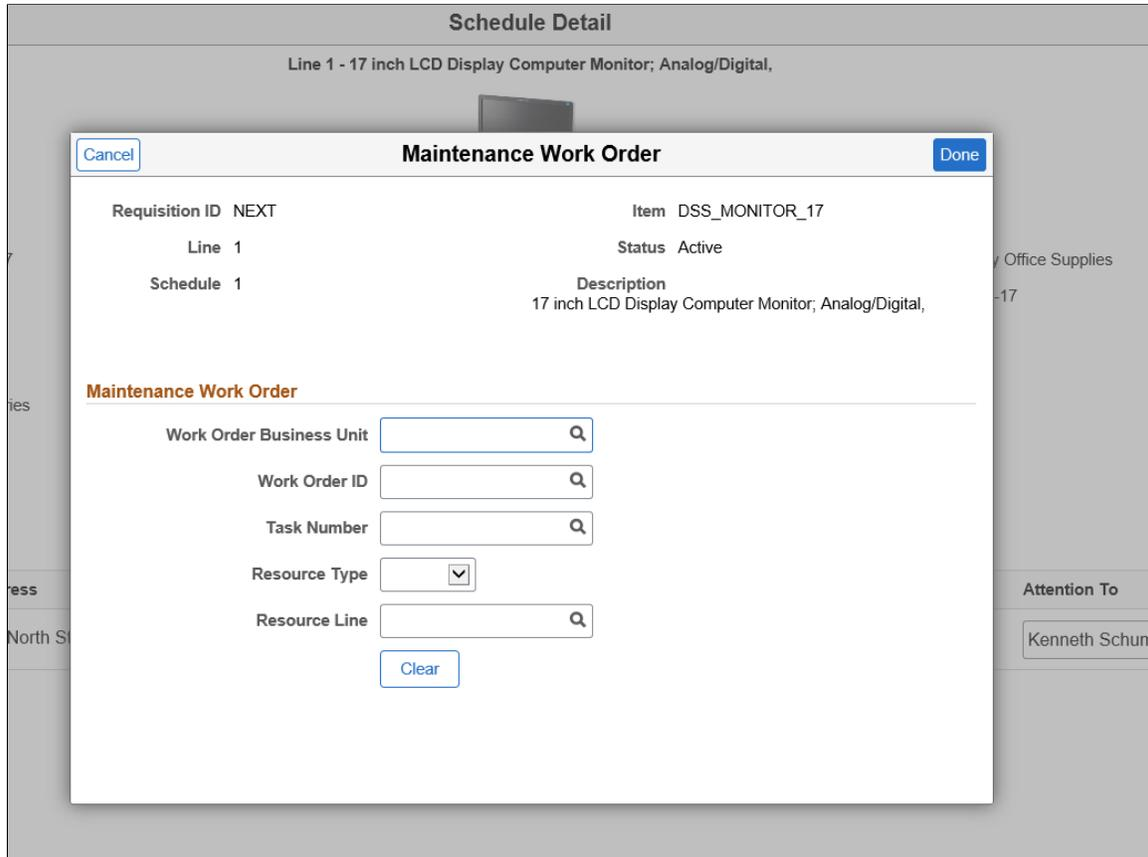 Schedule Detail
Line 1 - 17 inch LCD Display Computer Monitor; Analog/Digital,
Cancel
Maintenance Work Order
Done
Requisition ID NEXT
Item DSS_MONITOR_17
Line 1
Status Active
Schedule 1
Description
17 inch LCD Display Computer Monitor; Analog/Digital,
7
y Office Supplies
-17
ries
Maintenance Work Order
Work Order Business Unit
Work Order ID
Task Number
Resource Type
Resource Line
Clear
ress
Attention To
North S
Kenneth Schum